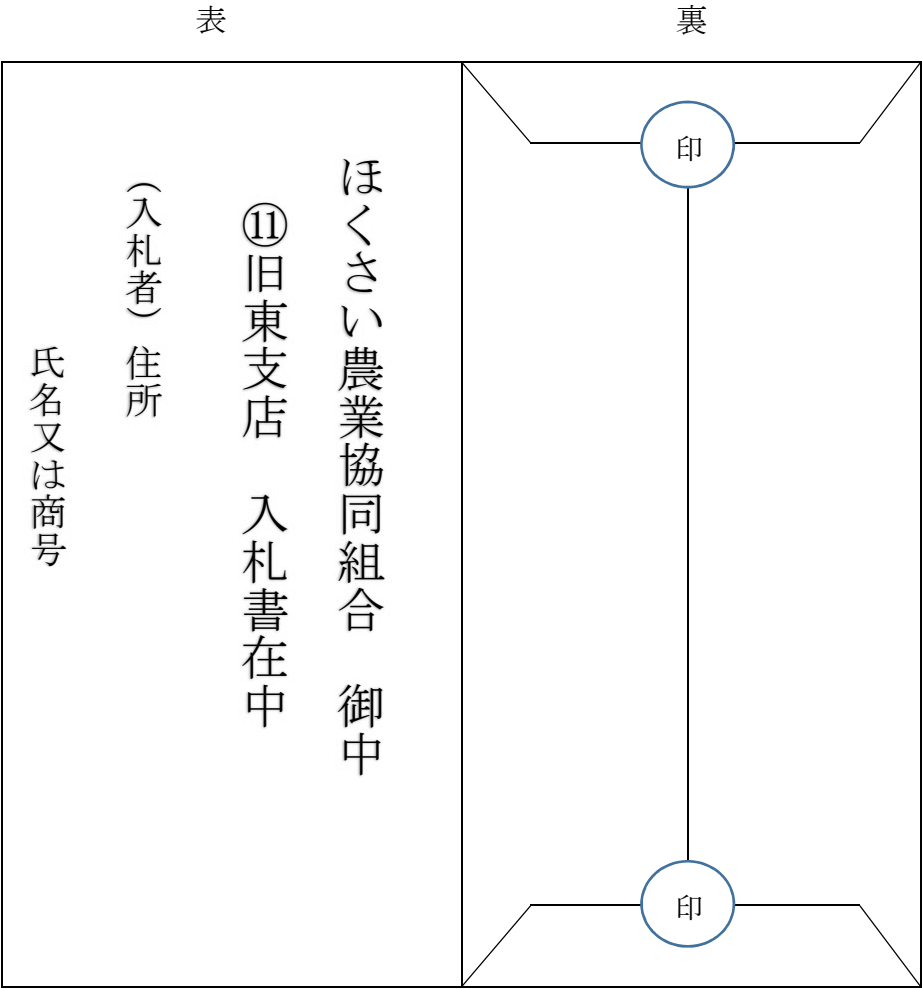 表
ほくさい農業協同組合　御中
⑪旧東支店　入札書在中
（入札者）住所
氏名又は商号
裏
印
印